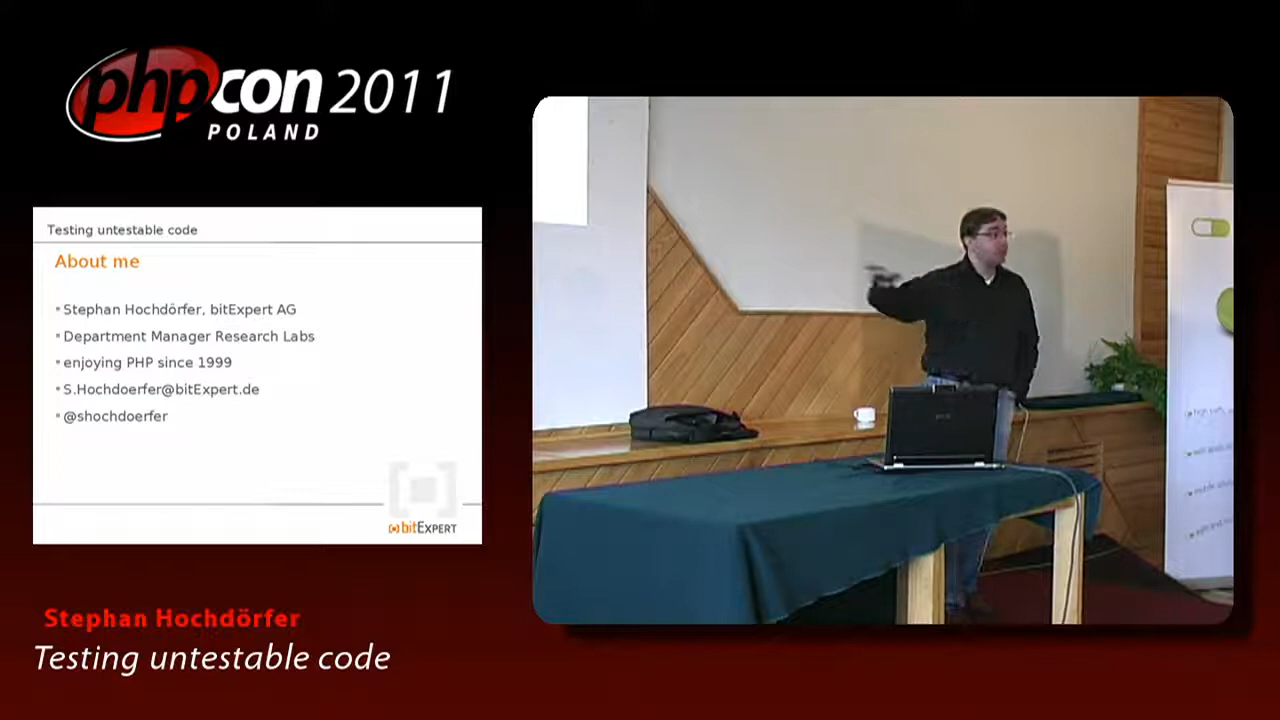 phpcon 2011
POLAND
Testing untestable code
About me
Stephan Hochdörfer, bitExpert AG
Department Manager Research Labs
enjoying PHP since 1999
S.Hochdoerfer@bitExpert.de
@shochdoerfer
bitEXPERT
Stephan Hochdörfer
Testing untestable code